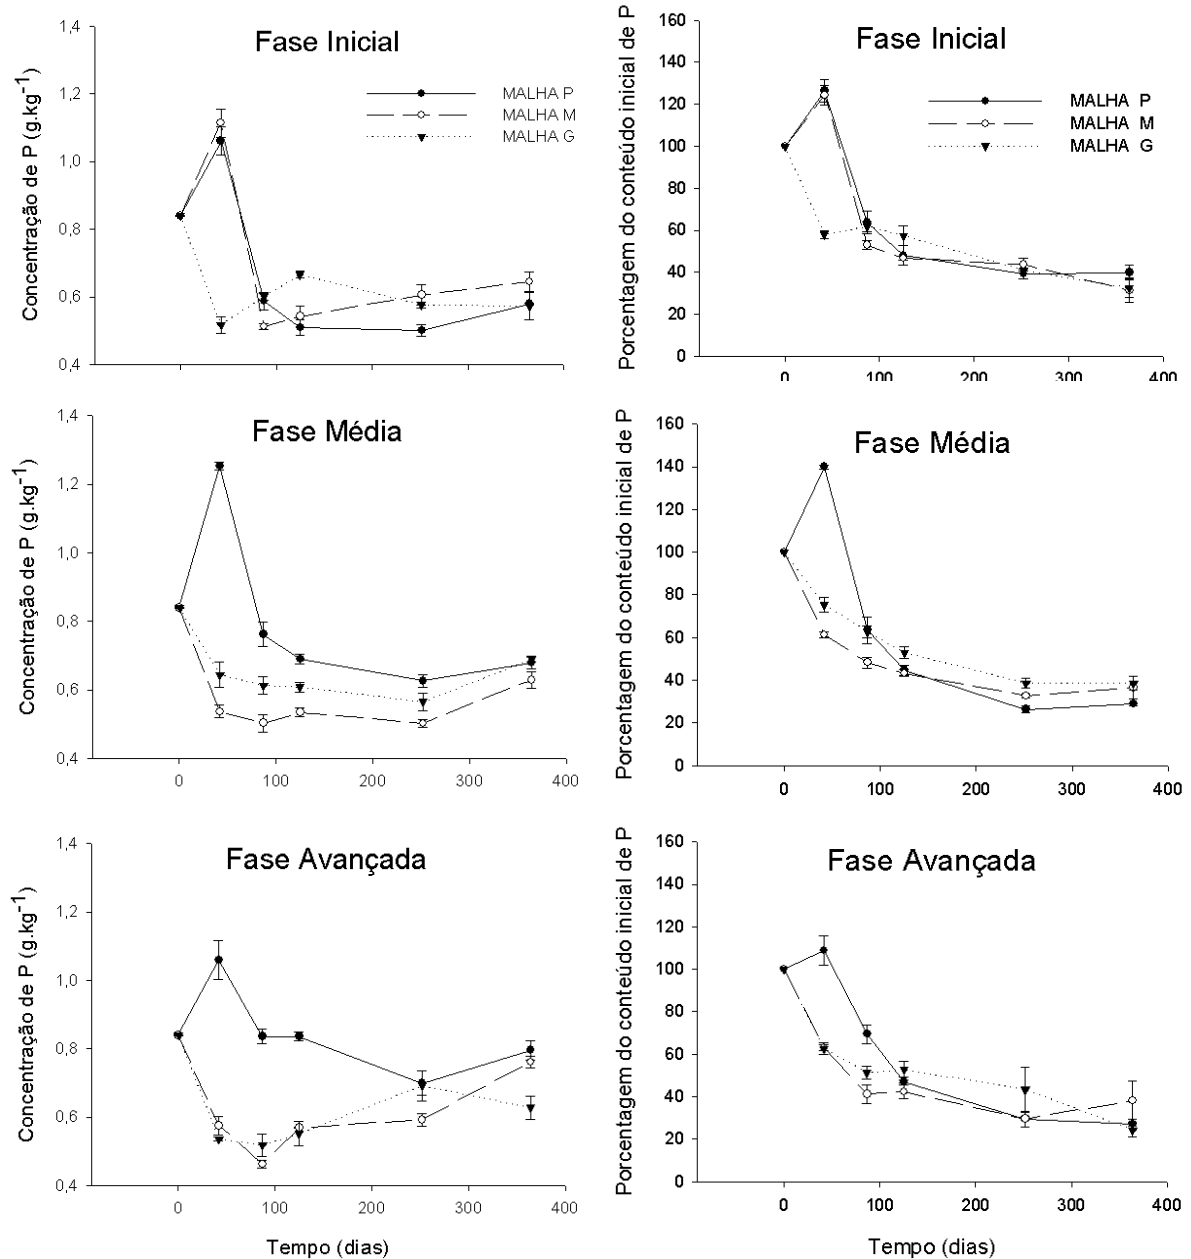 1,4
1,2
1,0
0,8
0,6
0,4
Concentração de P (g.kg⁻¹)
Fase Inicial
MALHA P
MALHA M
MALHA G
160
140
120
100
80
60
40
20
0
Porcentagem do conteúdo inicial de P
Fase Inicial
MALHA P
MALHA M
MALHA G
0 100 200 300 400
1,4
1,2
1,0
0,8
0,6
0,4
Concentração de P (g.kg⁻¹)
Fase Média
0 100 200 300 400
160
140
120
100
80
60
40
20
0
Porcentagem do conteúdo inicial de P
Fase Média
0 100 200 300 400
1,4
1,2
1,0
0,8
0,6
0,4
Concentração de P (g.kg⁻¹)
Fase Avançada
0 100 200 300 400
Tempo (dias)
160
140
120
100
80
60
40
20
0
Porcentagem do conteúdo inicial de P
Fase Avançada
0 100 200 300 400
Tempo (dias)